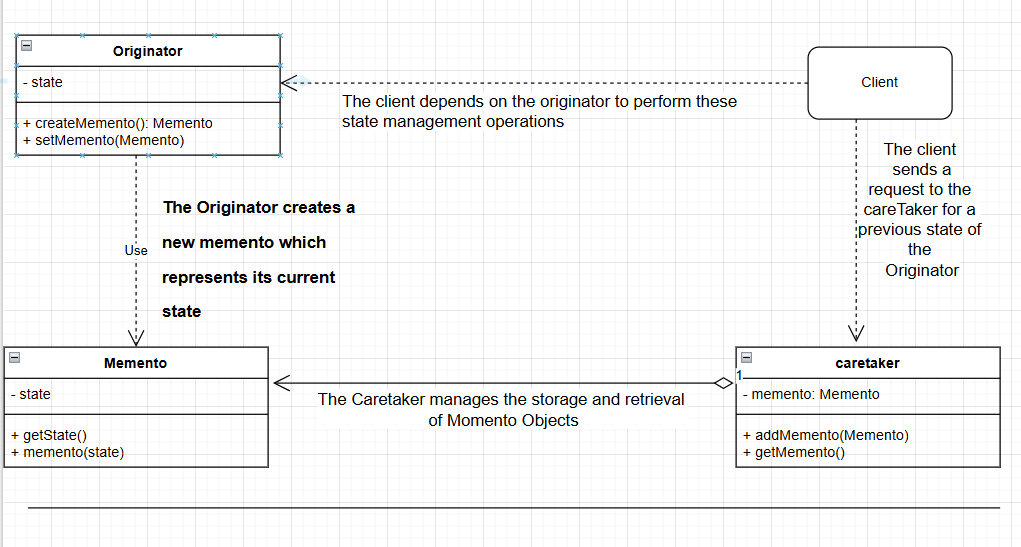 Originator
- state
+ createMemento(): Memento
+ setMemento(Memento)
Client
The client depends on the originator to perform these
state management operations
The client
sends a
request to the
careTaker for a
previous state of
the
Originator
The Originator creates a
new memento which
represents its current
state
Use
Memento
- state
+ getState()
+ memento(state)
The Caretaker manages the storage and retrieval
of Momento Objects
1
caretaker
- memento: Memento
+ addMemento(Memento)
+ getMemento()